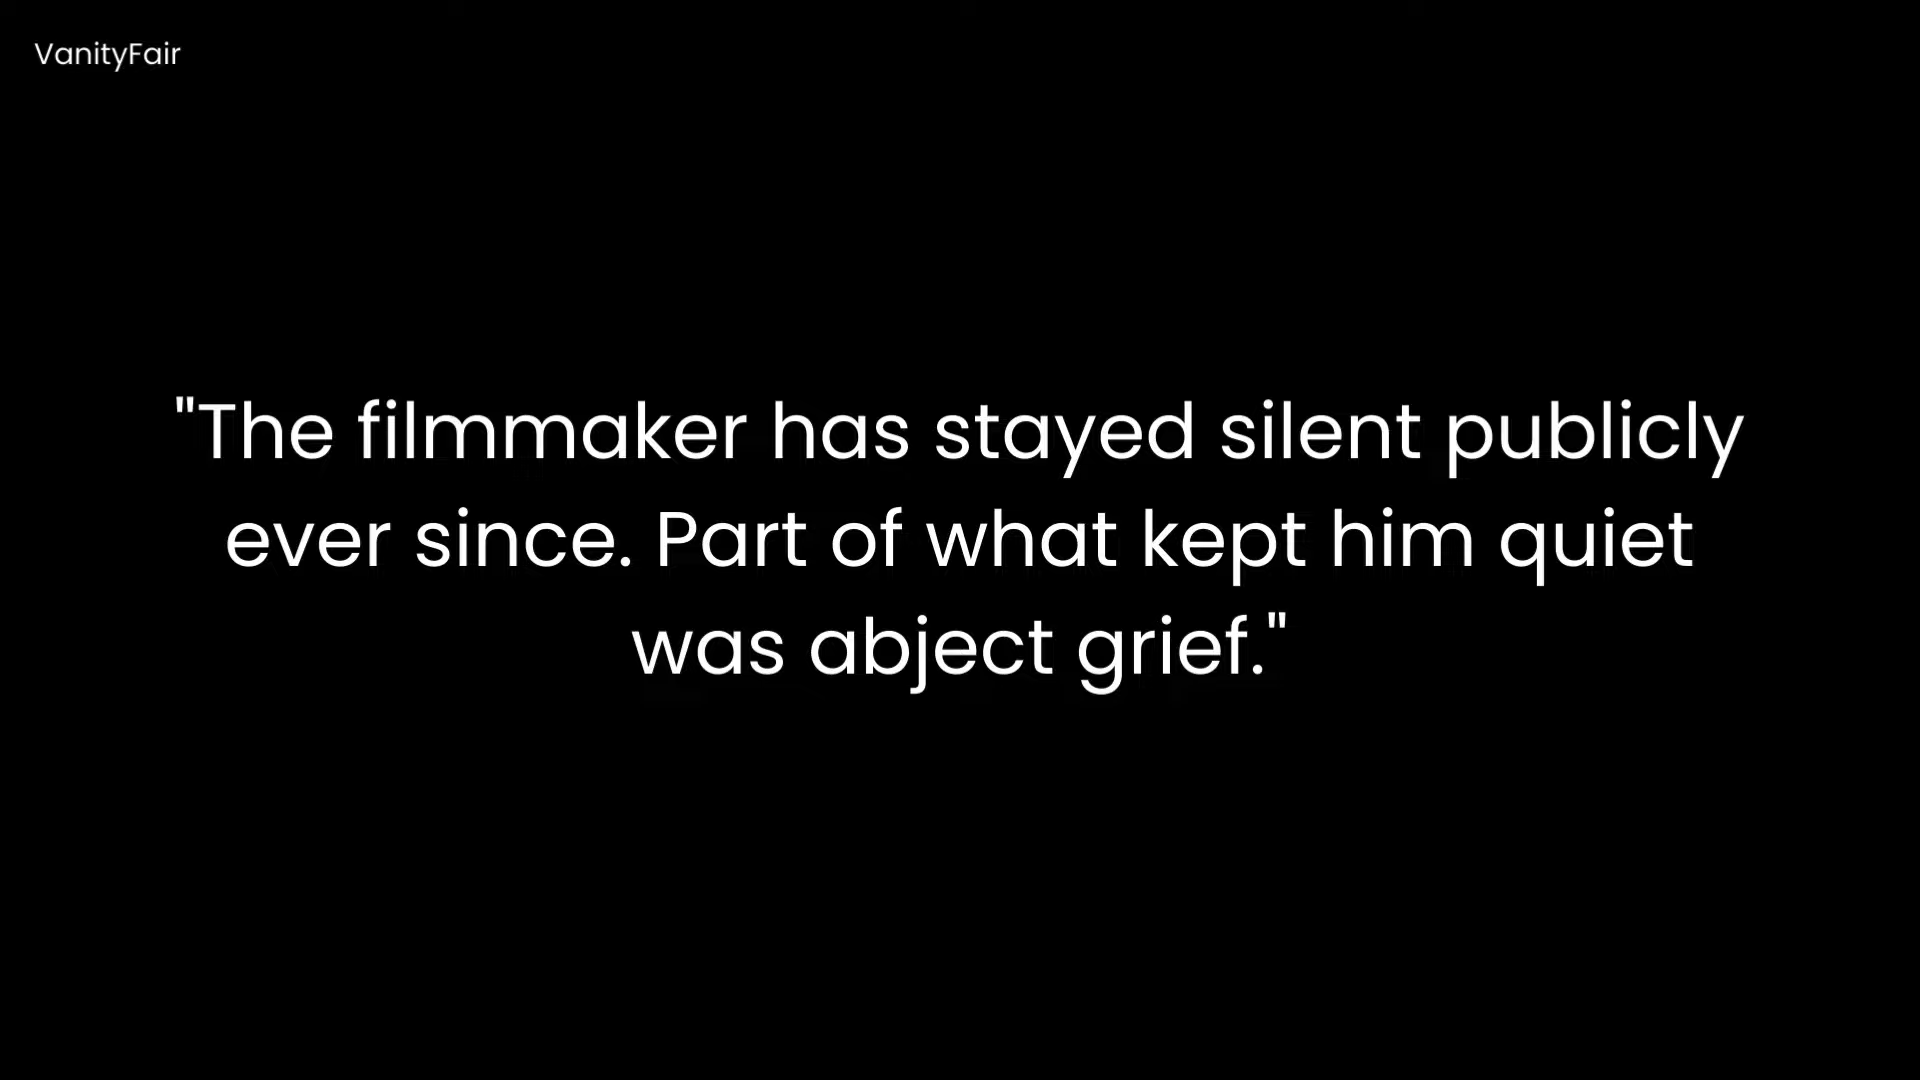 VanityFair
"The filmmaker has stayed silent publicly
ever since. Part of what kept him quiet
was abject grief."